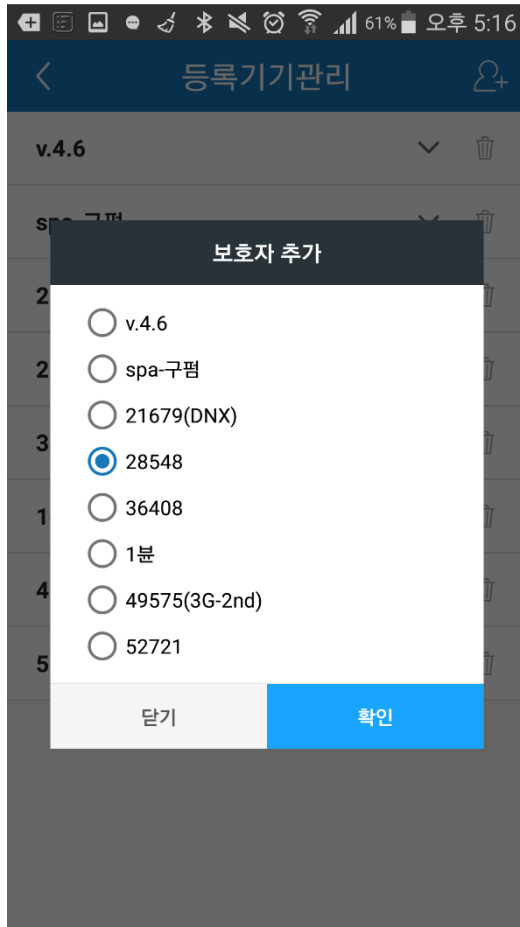 61% 오후 5:16
등록기기관리
v.4.6
보호자 추가
v.4.6
spa-구펌
21679(DNX)
28548
36408
1뷴
49575(3G-2nd)
52721
닫기
확인